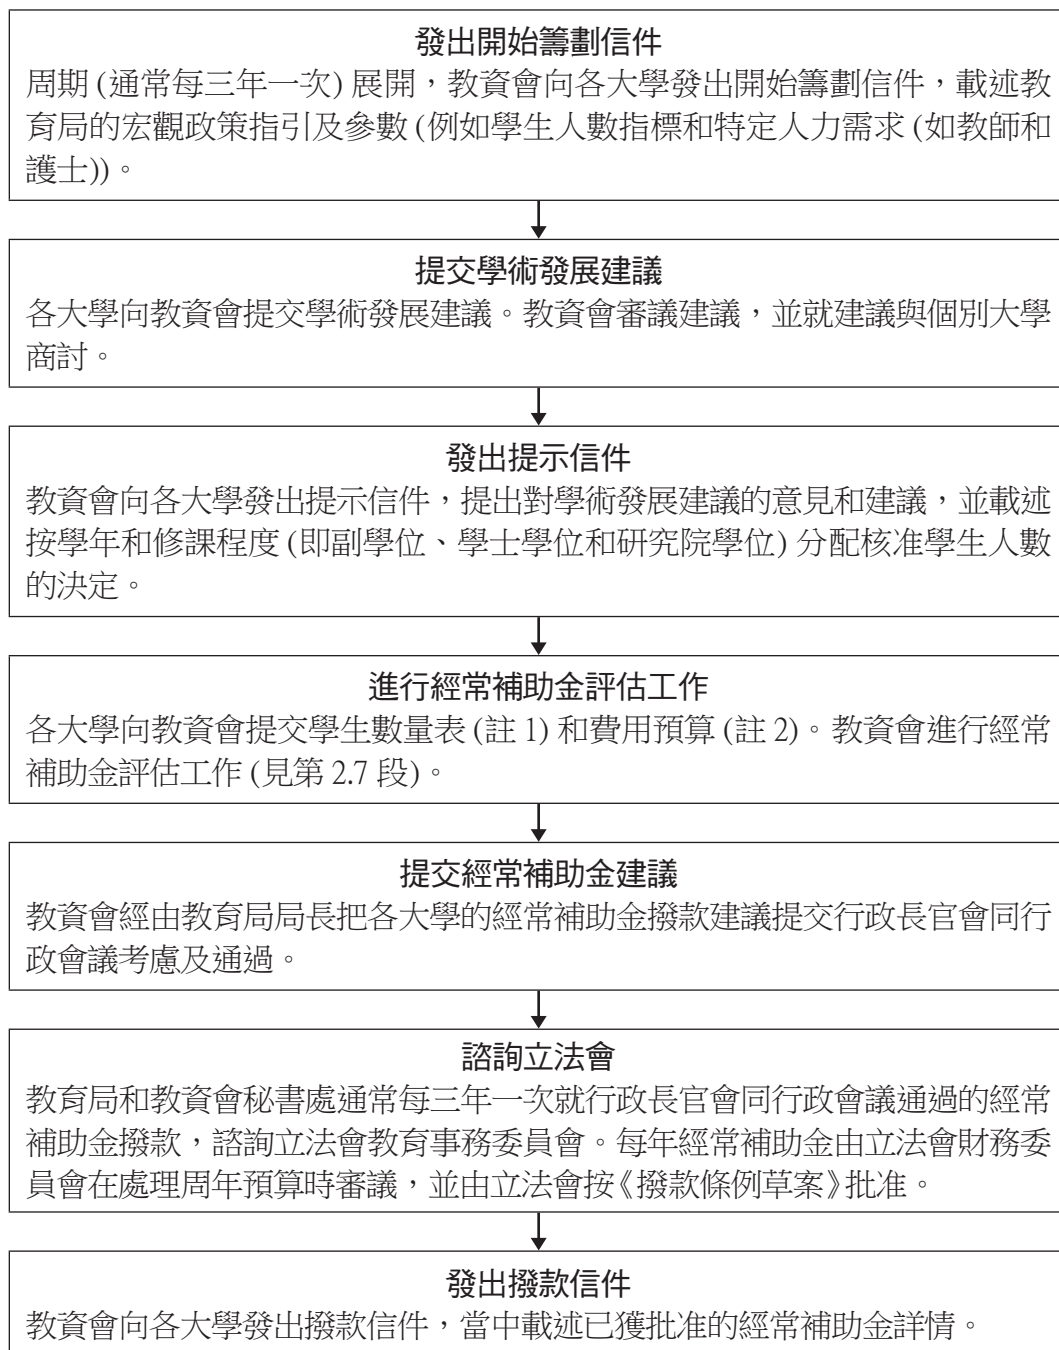 發出開始籌劃信件
周期 (通常每三年一次) 展開，教資會向各大學發出開始籌劃信件，載述教
育局的宏觀政策指引及參數 (例如學生人數指標和特定人力需求 (如教師和
護士))。
提交學術發展建議
各大學向教資會提交學術發展建議。教資會審議建議，並就建議與個別大學
商討。
發出提示信件
教資會向各大學發出提示信件，提出對學術發展建議的意見和建議，並載述
按學年和修課程度 (即副學位、學士學位和研究院學位) 分配核准學生人數
的決定。
進行經常補助金評估工作
各大學向教資會提交學生數量表 (註 1) 和費用預算 (註 2)。教資會進行經常
補助金評估工作 (見第 2.7 段)。
提交經常補助金建議
教資會經由教育局局長把各大學的經常補助金撥款建議提交行政長官會同行
政會議考慮及通過。
諮詢立法會
教育局和教資會秘書處通常每三年一次就行政長官會同行政會議通過的經常
補助金撥款，諮詢立法會教育事務委員會。每年經常補助金由立法會財務委
員會在處理周年預算時審議，並由立法會按《撥款條例草案》批准。
發出撥款信件
教資會向各大學發出撥款信件，當中載述已獲批准的經常補助金詳情。